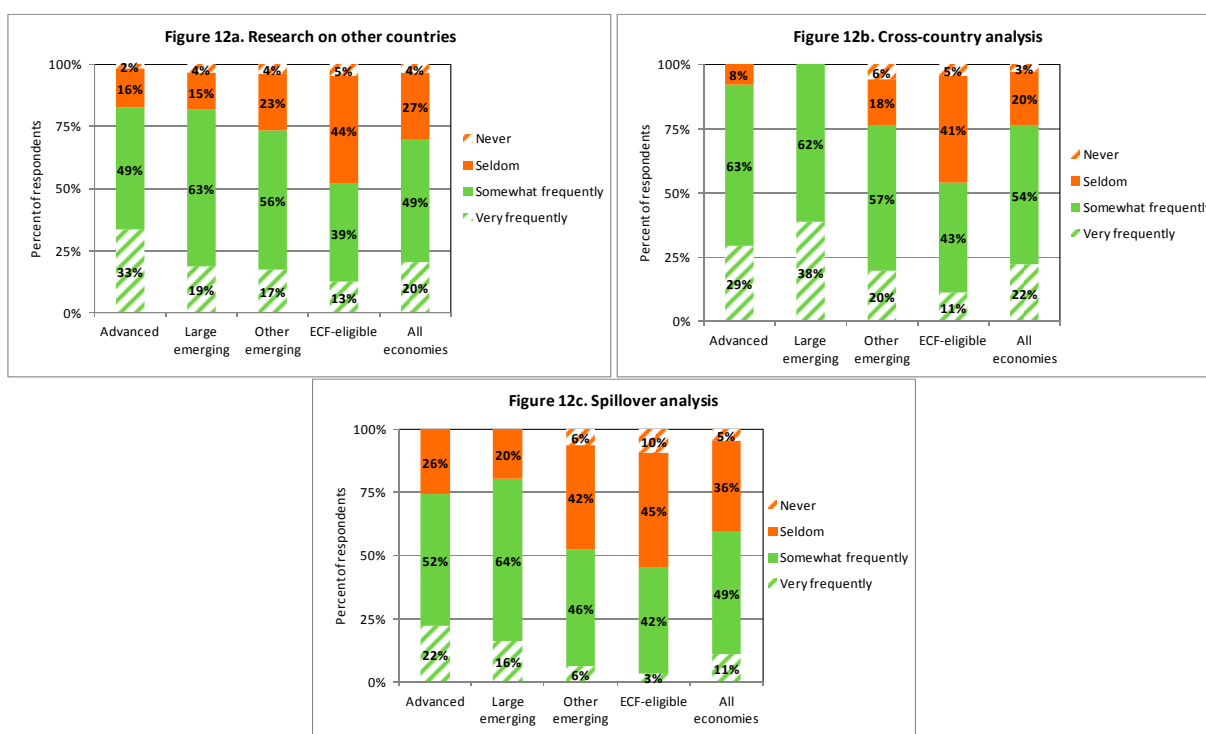 Figure 12a. Research on other countries
Percent of respondents
100%
75%
50%
25%
0%
2%
16%
49%
33%
4%
15%
63%
19%
4%
23%
56%
17%
5%
44%
39%
13%
4%
27%
49%
20%
Advanced
Large
emerging
Other
emerging
ECF-eligible
All
economies
Never
Seldom
Somewhat frequently
Very frequently
Figure 12b. Cross-country analysis
Percent of respondents
100%
75%
50%
25%
0%
8%
63%
29%
62%
38%
6%
18%
57%
20%
5%
41%
43%
11%
3%
20%
54%
22%
Advanced
Large
emerging
Other
emerging
ECF-eligible
All
economies
Never
Seldom
Somewhat frequently
Very frequently
Figure 12c. Spillover analysis
Percent of respondents
100%
75%
50%
25%
0%
26%
52%
22%
20%
64%
16%
6%
42%
46%
6%
10%
45%
42%
3%
5%
36%
49%
11%
Advanced
Large
emerging
Other
emerging
ECF-eligible
All
economies
Never
Seldom
Somewhat frequently
Very frequently